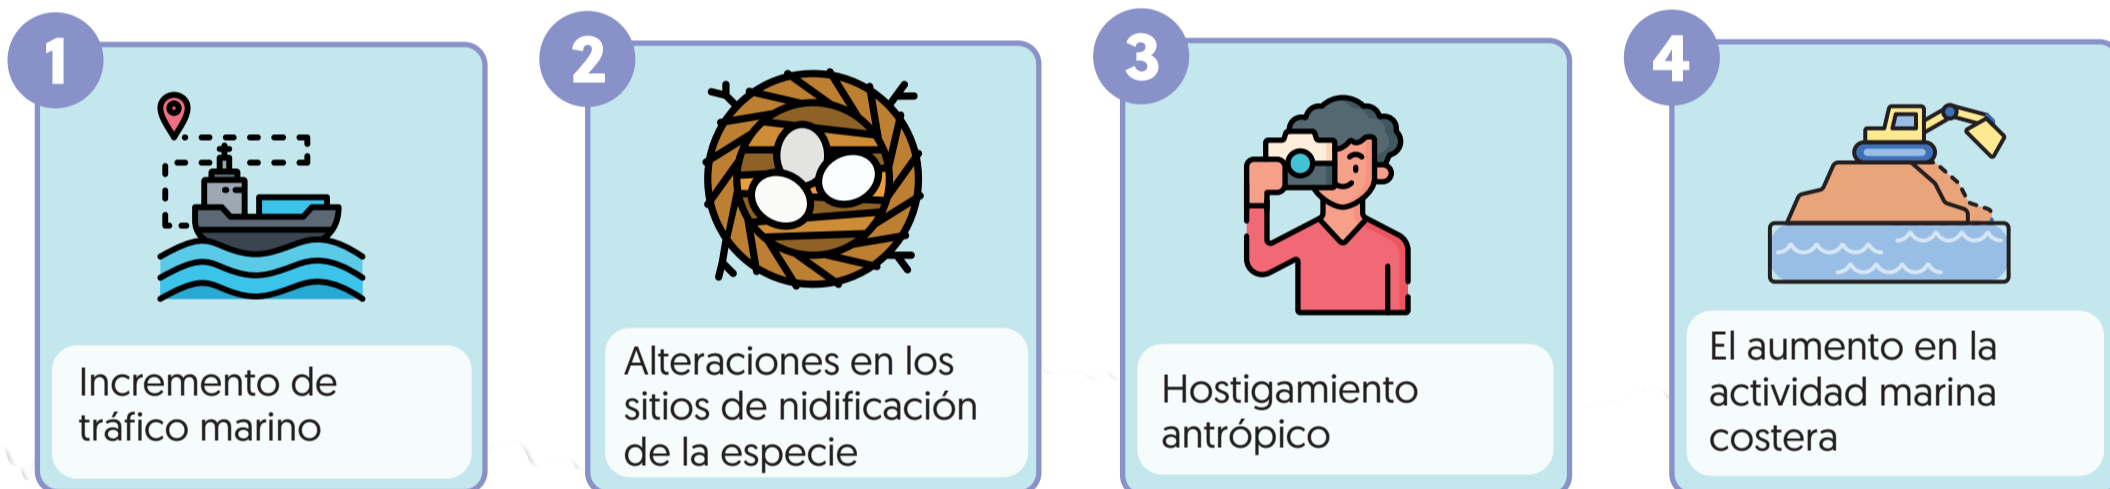 1
Incremento de
tráfico marino
2
Alteraciones en los
sitios de nidificación
de la especie
3
Hostigamiento
antrópico
4
El aumento en la
actividad marina
costera